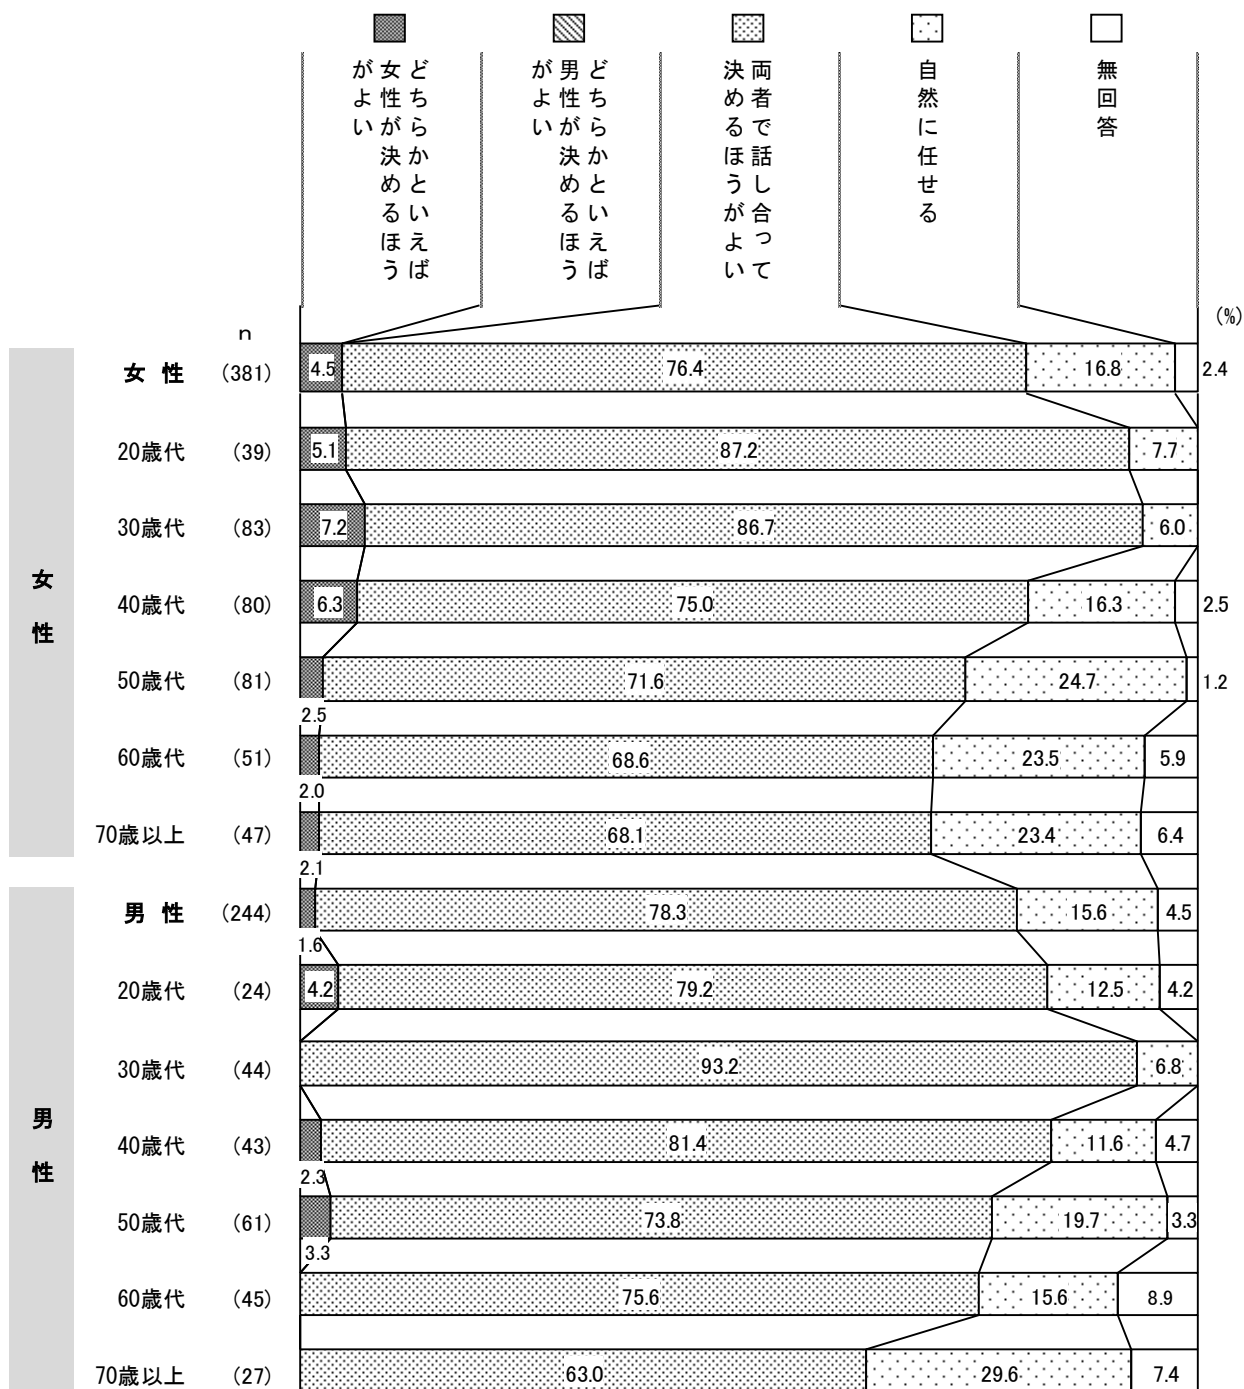 どちらかといえば
女性が決めるほう
がよい
どちらかといえば
男性が決めるほう
がよい
両者で話し合って
決めるほうがよい
自然に任せる
無回答
(%)
n
女性 (381) 4.5 76.4 16.8 2.4
20歳代 (39) 5.1 87.2 7.7
30歳代 (83) 7.2 86.7 6.0
女性
40歳代 (80) 6.3 75.0 16.3 2.5
50歳代 (81) 71.6 24.7 1.2
2.5
60歳代 (51) 68.6 23.5 5.9
2.0
70歳以上 (47) 68.1 23.4 6.4
2.1
男性 (244) 78.3 15.6 4.5
1.6
20歳代 (24) 4.2 79.2 12.5 4.2
30歳代 (44) 93.2 6.8
男性
40歳代 (43) 81.4 11.6 4.7
2.3
50歳代 (61) 73.8 19.7 3.3
3.3
60歳代 (45) 75.6 15.6 8.9
70歳以上 (27) 63.0 29.6 7.4